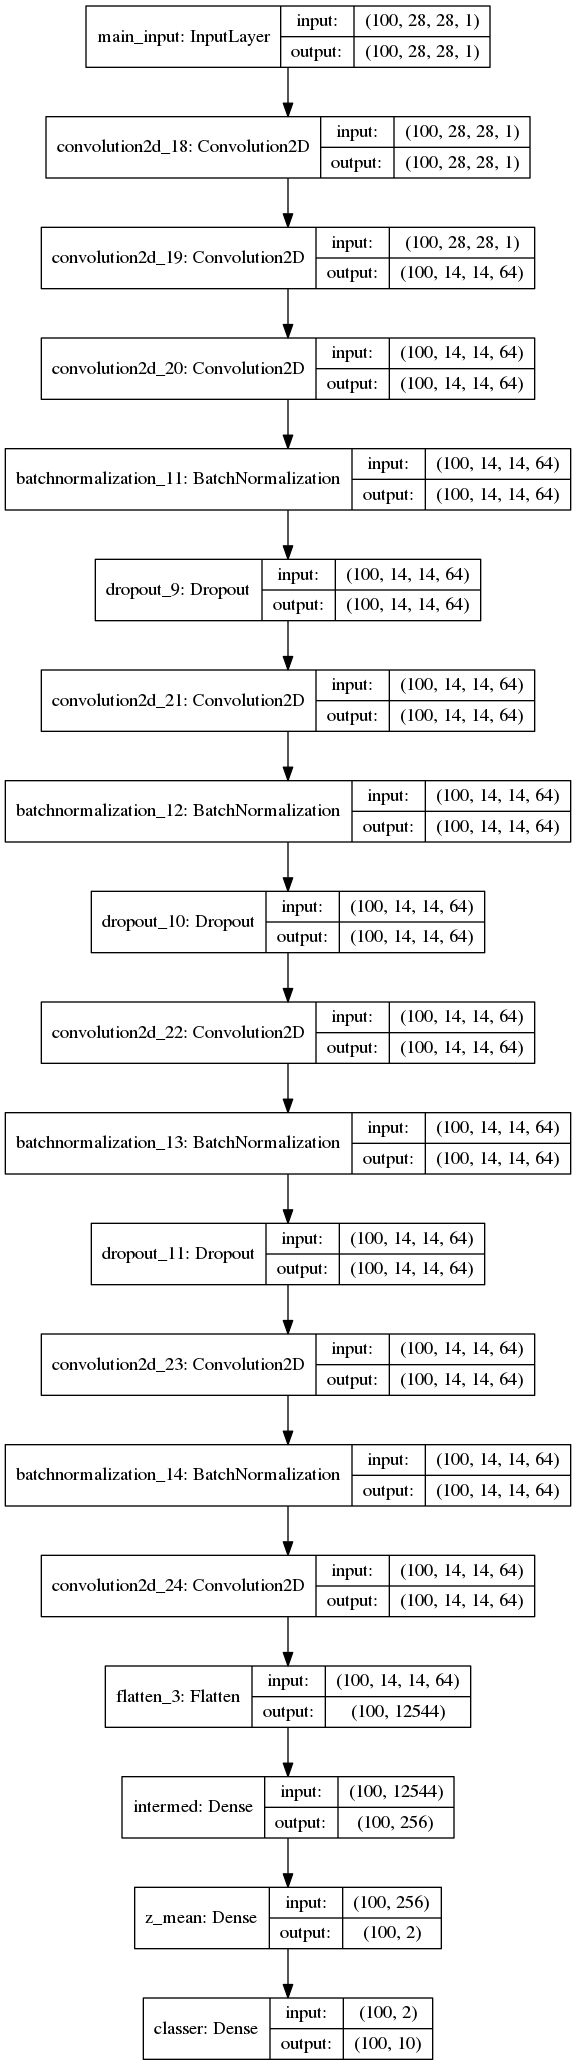 main_input: InputLayer
input: (100, 28, 28, 1)
output: (100, 28, 28, 1)
convolution2d_18: Convolution2D
input: (100, 28, 28, 1)
output: (100, 28, 28, 1)
convolution2d_19: Convolution2D
input: (100, 28, 28, 1)
output: (100, 14, 14, 64)
convolution2d_20: Convolution2D
input: (100, 14, 14, 64)
output: (100, 14, 14, 64)
batchnormalization_11: BatchNormalization
input: (100, 14, 14, 64)
output: (100, 14, 14, 64)
dropout_9: Dropout
input: (100, 14, 14, 64)
output: (100, 14, 14, 64)
convolution2d_21: Convolution2D
input: (100, 14, 14, 64)
output: (100, 14, 14, 64)
batchnormalization_12: BatchNormalization
input: (100, 14, 14, 64)
output: (100, 14, 14, 64)
dropout_10: Dropout
input: (100, 14, 14, 64)
output: (100, 14, 14, 64)
convolution2d_22: Convolution2D
input: (100, 14, 14, 64)
output: (100, 14, 14, 64)
batchnormalization_13: BatchNormalization
input: (100, 14, 14, 64)
output: (100, 14, 14, 64)
dropout_11: Dropout
input: (100, 14, 14, 64)
output: (100, 14, 14, 64)
convolution2d_23: Convolution2D
input: (100, 14, 14, 64)
output: (100, 14, 14, 64)
batchnormalization_14: BatchNormalization
input: (100, 14, 14, 64)
output: (100, 14, 14, 64)
convolution2d_24: Convolution2D
input: (100, 14, 14, 64)
output: (100, 14, 14, 64)
flatten_3: Flatten
input: (100, 14, 14, 64)
output: (100, 12544)
intermed: Dense
input: (100, 12544)
output: (100, 256)
z_mean: Dense
input: (100, 256)
output: (100, 2)
classer: Dense
input: (100, 2)
output: (100, 10)